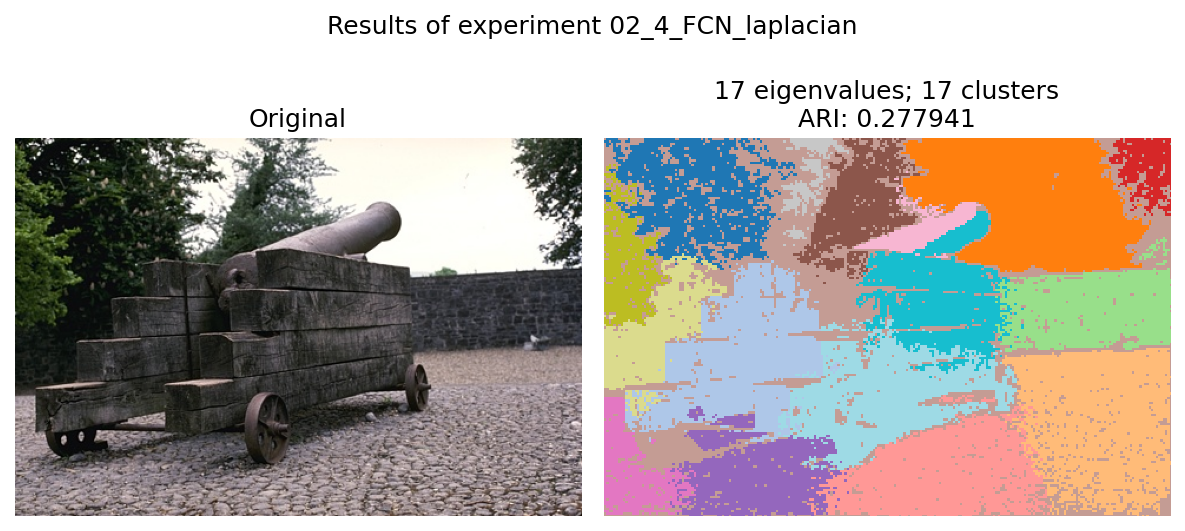 Results of experiment 02_4_FCN_laplacian
Original
17 eigenvalues; 17 clusters
ARI: 0.277941